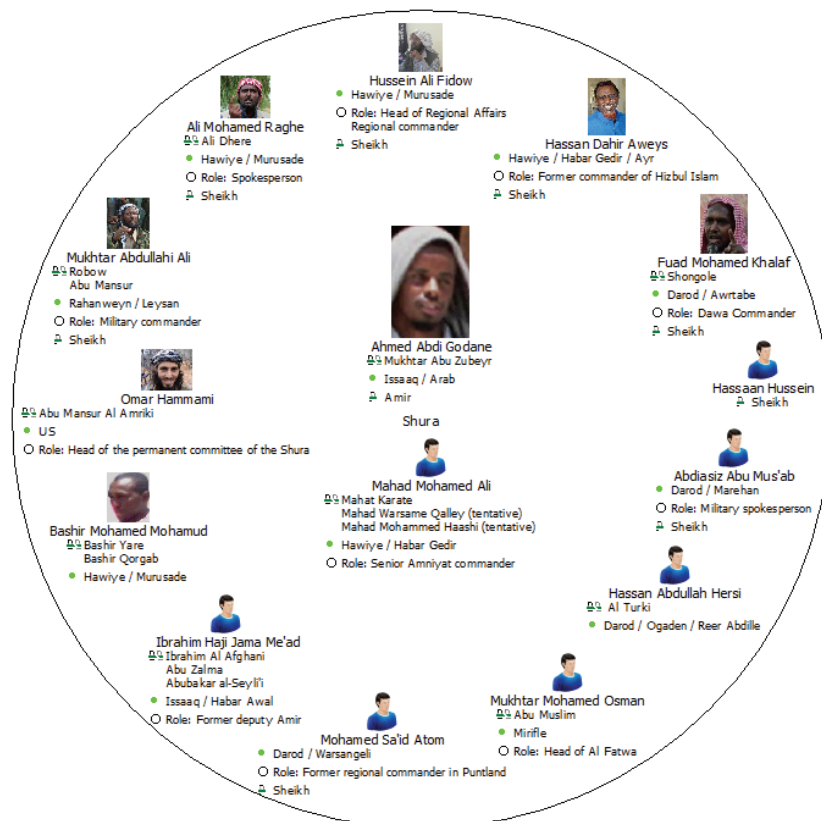 Hussein Ali Fidow
Hawiye / Murusade
Role: Head of Regional Affairs
Regional commander
Sheikh
Ali Mohamed Raghe
Ali Dhere
Hawiye / Murusade
Role: Spokesperson
Sheikh
Hassan Dahir Aweys
Hawiye / Habar Gedir / Ayr
Role: Former commander of Hizbul Islam
Sheikh
Mukhtar Abdullahi Ali
Robow
Abu Mansur
Rahanweyn / Leysan
Role: Military commander
Sheikh
Ahmed Abdi Godane
Mukhtar Abu Zubeyr
Issaaq / Arab
Amir
Fuad Mohamed Khalaf
Shongole
Darod / Awrtabe
Role: Dawa Commander
Sheikh
Omar Hammami
Abu Mansur Al Amriki
US
Role: Head of the permanent committee of the Shura
Shura
Hassaan Hussein
Sheikh
Mahad Mohamed Ali
Mahat Karate
Mahad Warsame Qalley (tentative)
Mahad Mohammed Haashi (tentative)
Hawiye / Habar Gedir
Role: Senior Amniyat commander
Abdiasiz Abu Mus'ab
Darod / Marehan
Role: Military spokesperson
Sheikh
Bashir Mohamed Mohamud
Bashir Yare
Bashir Qorgab
Hawiye / Murusade
Hassan Abdullah Hersi
Al Turki
Darod / Ogaden / Reer Abdille
Ibrahim Haji Jama Me'ad
Ibrahim Al Afghani
Abu Zalma
Abubakar al-Seyli'i
Issaaq / Habar Awal
Role: Former deputy Amir
Mukhtar Mohamed Osman
Abu Muslim
Mirifle
Role: Head of Al Fatwa
Mohamed Sa'id Atom
Darod / Warsangeli
Role: Former regional commander in Puntland
Sheikh